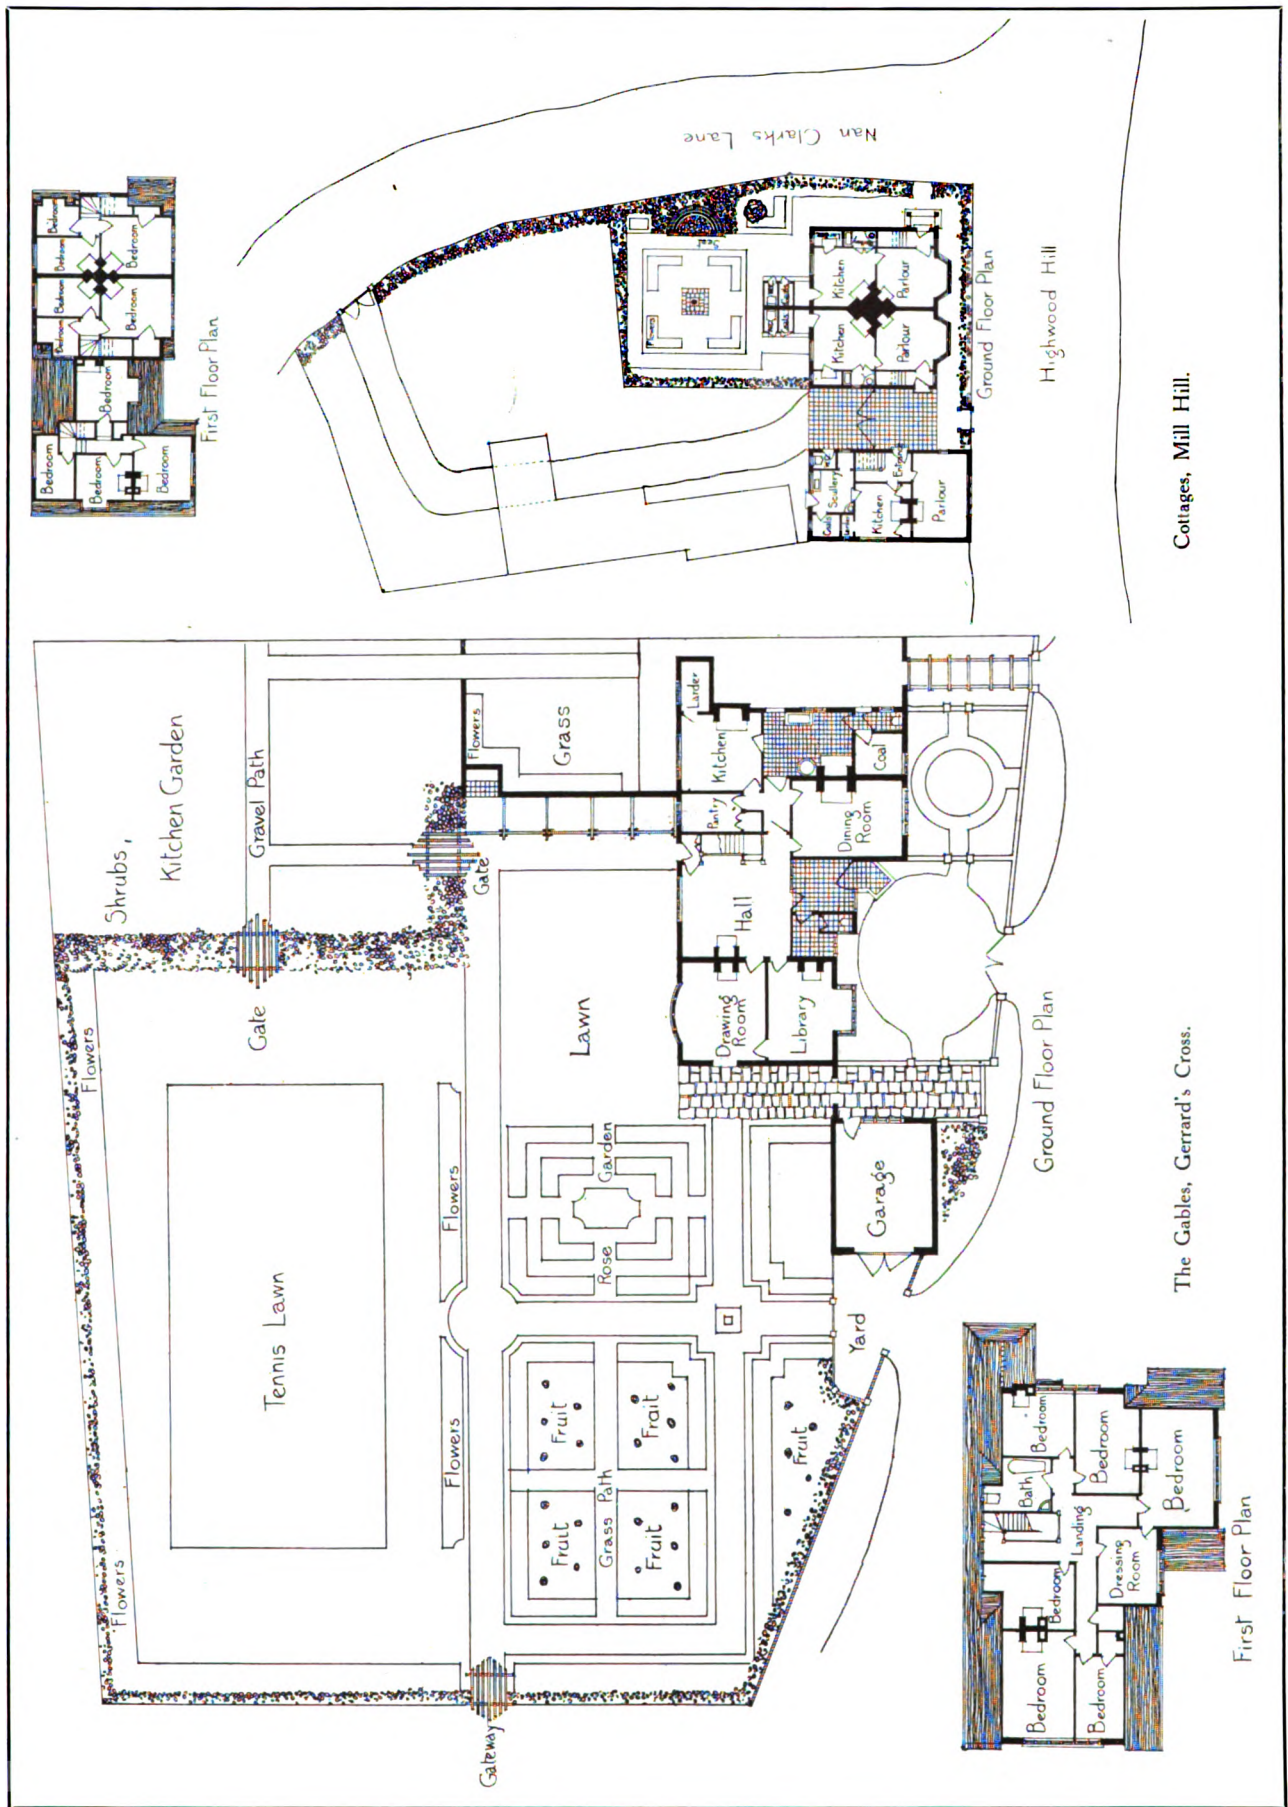 Shrubs,
Kitchen Garden
Gravel Path
Flowers
Grass
Gate
Gate
Flowers
Flowers
Tennis Lawn
Flowers
Flowers
Lawn
Rose
Garden
Fruit
Fruit
Fruit
Fruit
Grass Path
Fruit
Gateway
Yard
Garage
Larder
Kitchen
Pantry
Coal
Dining
Room
Hall
Drawing
Room
Library
Ground Floor Plan
Bedroom
Bath
Bedroom
Landing
Bedroom
Bedroom
Dressing
Room
Bedroom
Bedroom
First Floor Plan
The Gables, Gerrard's Cross.
Bedroom
Bedroom
Bedroom
Bedroom
Bedroom
Bedroom
Bedroom
Bedroom
Bedroom
Bedroom
First Floor Plan
Nan Clarks Lane
Seat
Flowers
Kitchen
Kitchen
Parlour
Parlour
Coals
Scullery
Kitchen
Entrance
Parlour
Ground Floor Plan
Highwood Hill
Cottages, Mill Hill.